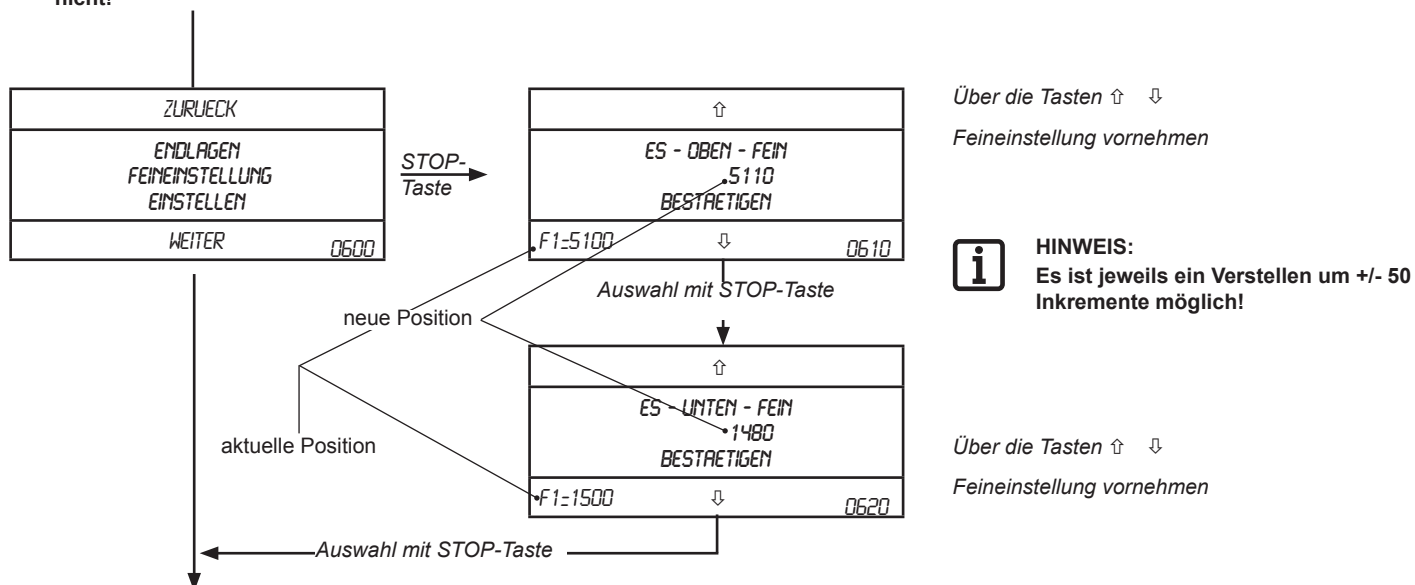 nicht!
ZURUECK
ENDLAGEN
FEINEINSTELLUNG
EINSTELLEN
WEITER 0600
STOP-
Taste
⇧
ES - OBEN - FEIN
5110
BESTAETIGEN
F1=5100 ⇩ 0610
Über die Tasten ⇧ ⇩
Feineinstellung vornehmen
HINWEIS:
Es ist jeweils ein Verstellen um +/- 50
Inkremente möglich!
Auswahl mit STOP-Taste
neue Position
⇧
ES - UNTEN - FEIN
1480
BESTAETIGEN
F1=1500 ⇩ 0620
aktuelle Position
Über die Tasten ⇧ ⇩
Feineinstellung vornehmen
Auswahl mit STOP-Taste